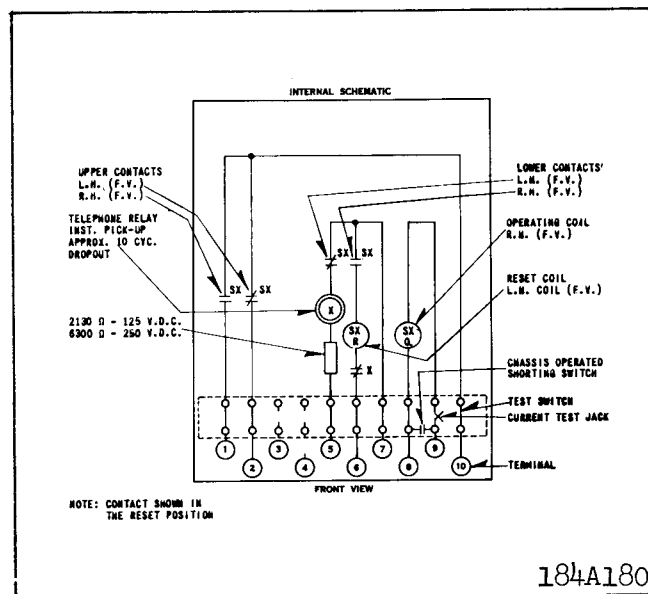 INTERNAL SCHEMATIC
UPPER CONTACTS
L.H. (F.V.)
R.H. (F.V.)
TELEPHONE RELAY
INST. PICK-UP
APPROX. 10 CYC.
DROPOUT
2130 Ω - 125 V.D.C.
6300 Ω - 250 V.D.C.
LOWER CONTACTS'
L.H. (F.V.)
R.H. (F.V.)
OPERATING COIL
R.H. (F.V.)
RESET COIL
L.H. COIL (F.V.)
CHASSIS OPERATED
SHORTING SWITCH
TEST SWITCH
CURRENT TEST JACK
TERMINAL
SX
SX
SX
SX
X
SX
R
SX
O
X
1
2
3
4
5
6
7
8
9
10
FRONT VIEW
NOTE: CONTACT SHOWN IN
THE RESET POSITION
184A180